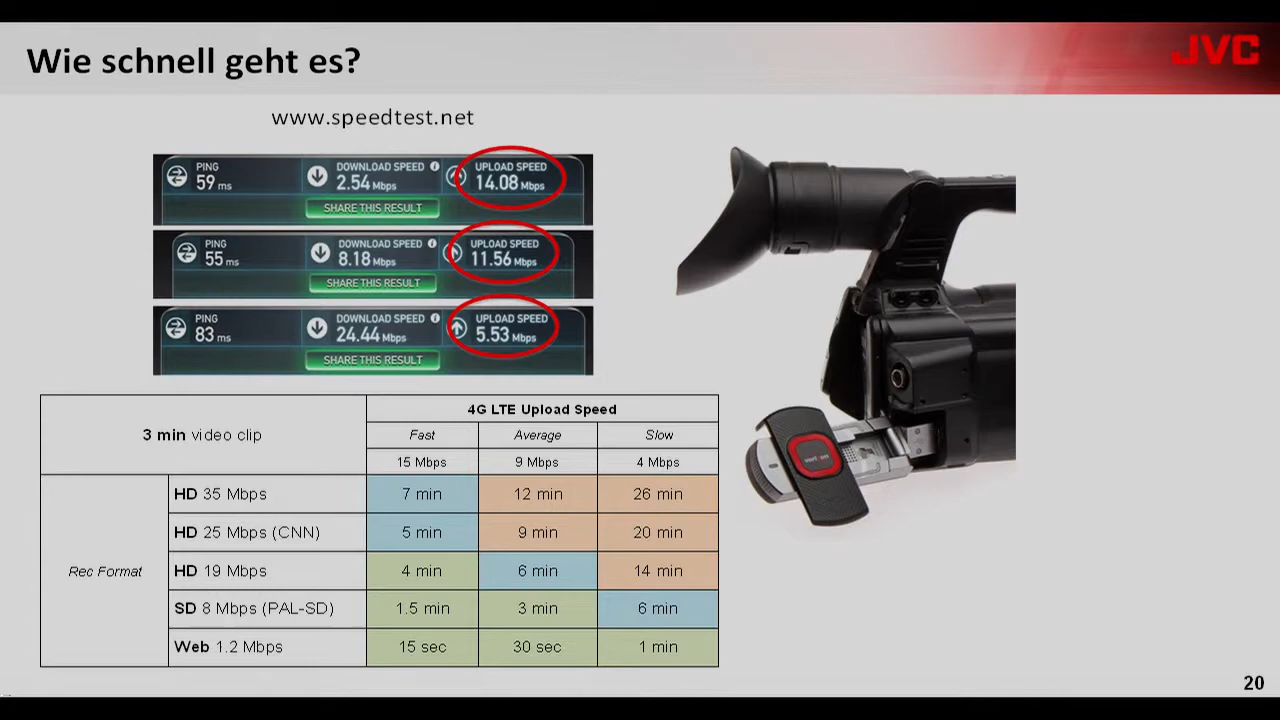 Wie schnell geht es?
JVC
www.speedtest.net
PING DOWNLOAD SPEED UPLOAD SPEED
59 ms 2.54 Mbps 14.08 Mbps
SHARE THIS RESULT
PING DOWNLOAD SPEED UPLOAD SPEED
55 ms 8.18 Mbps 11.56 Mbps
SHARE THIS RESULT
PING DOWNLOAD SPEED UPLOAD SPEED
83 ms 24.44 Mbps 5.53 Mbps
SHARE THIS RESULT
3 min video clip
4G LTE Upload Speed
Fast Average Slow
15 Mbps 9 Mbps 4 Mbps
Rec Format
HD 35 Mbps 7 min 12 min 26 min
HD 25 Mbps (CNN) 5 min 9 min 20 min
HD 19 Mbps 4 min 6 min 14 min
SD 8 Mbps (PAL-SD) 1.5 min 3 min 6 min
Web 1.2 Mbps 15 sec 30 sec 1 min
verizon
20